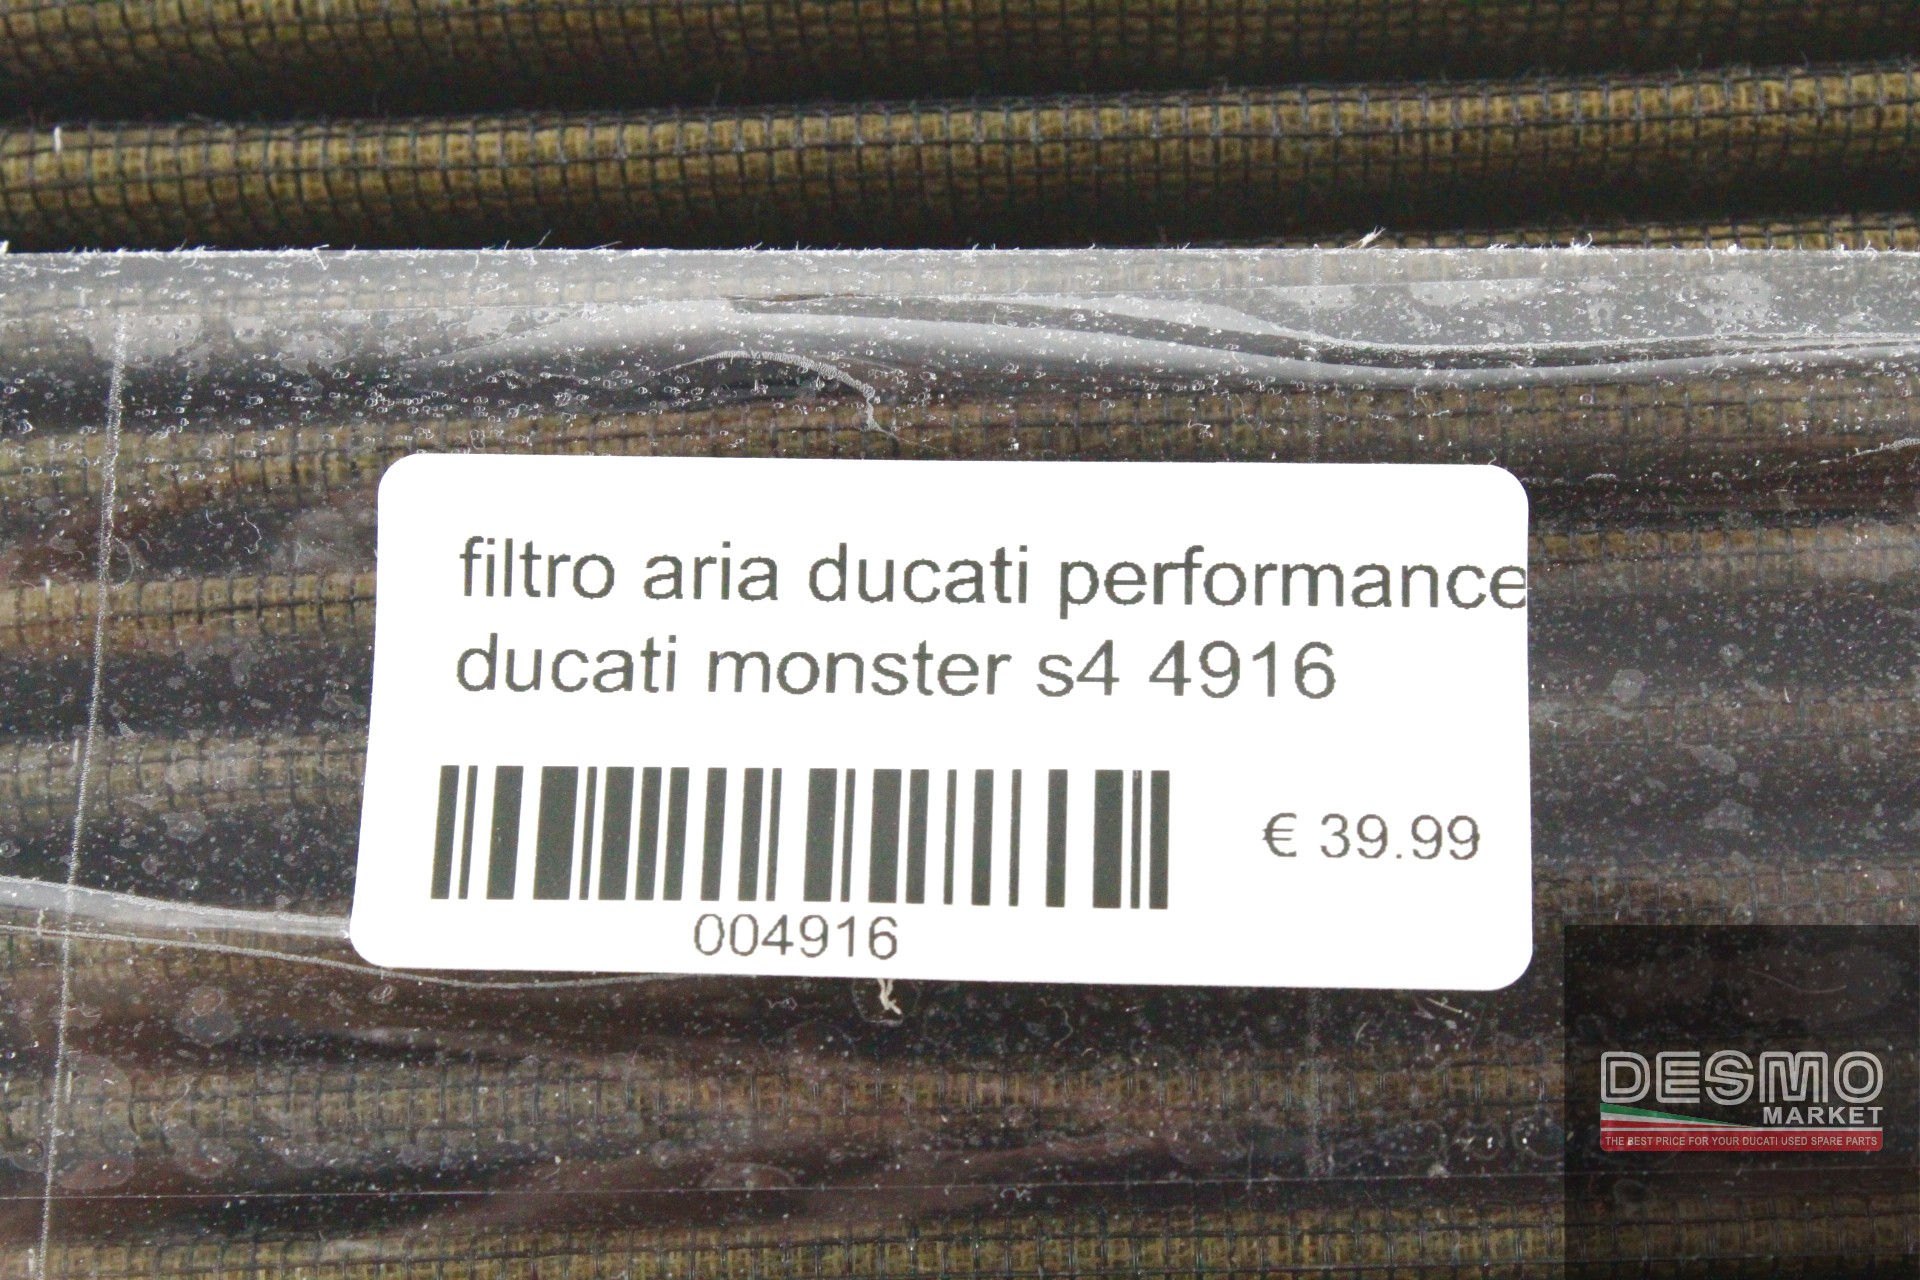 filtro aria ducati performance
ducati monster s4 4916
€ 39.99
004916
DESMO
MARKET
THE BEST PRICE FOR YOUR DUCATI USED SPARE PARTS